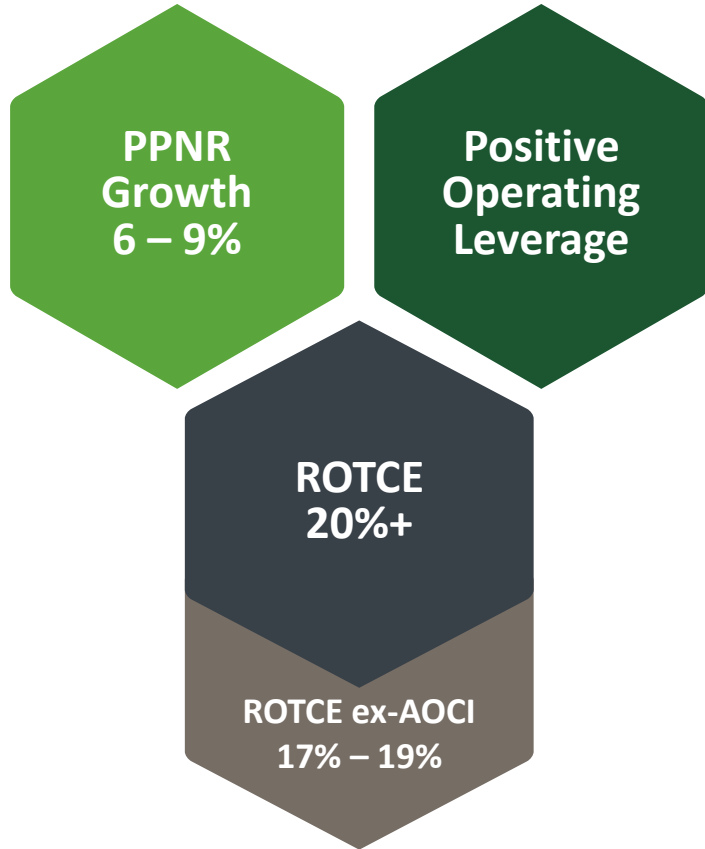 PPNR
Growth
6 – 9%
Positive
Operating
Leverage
ROTCE
20%+
ROTCE ex-AOCI
17% – 19%